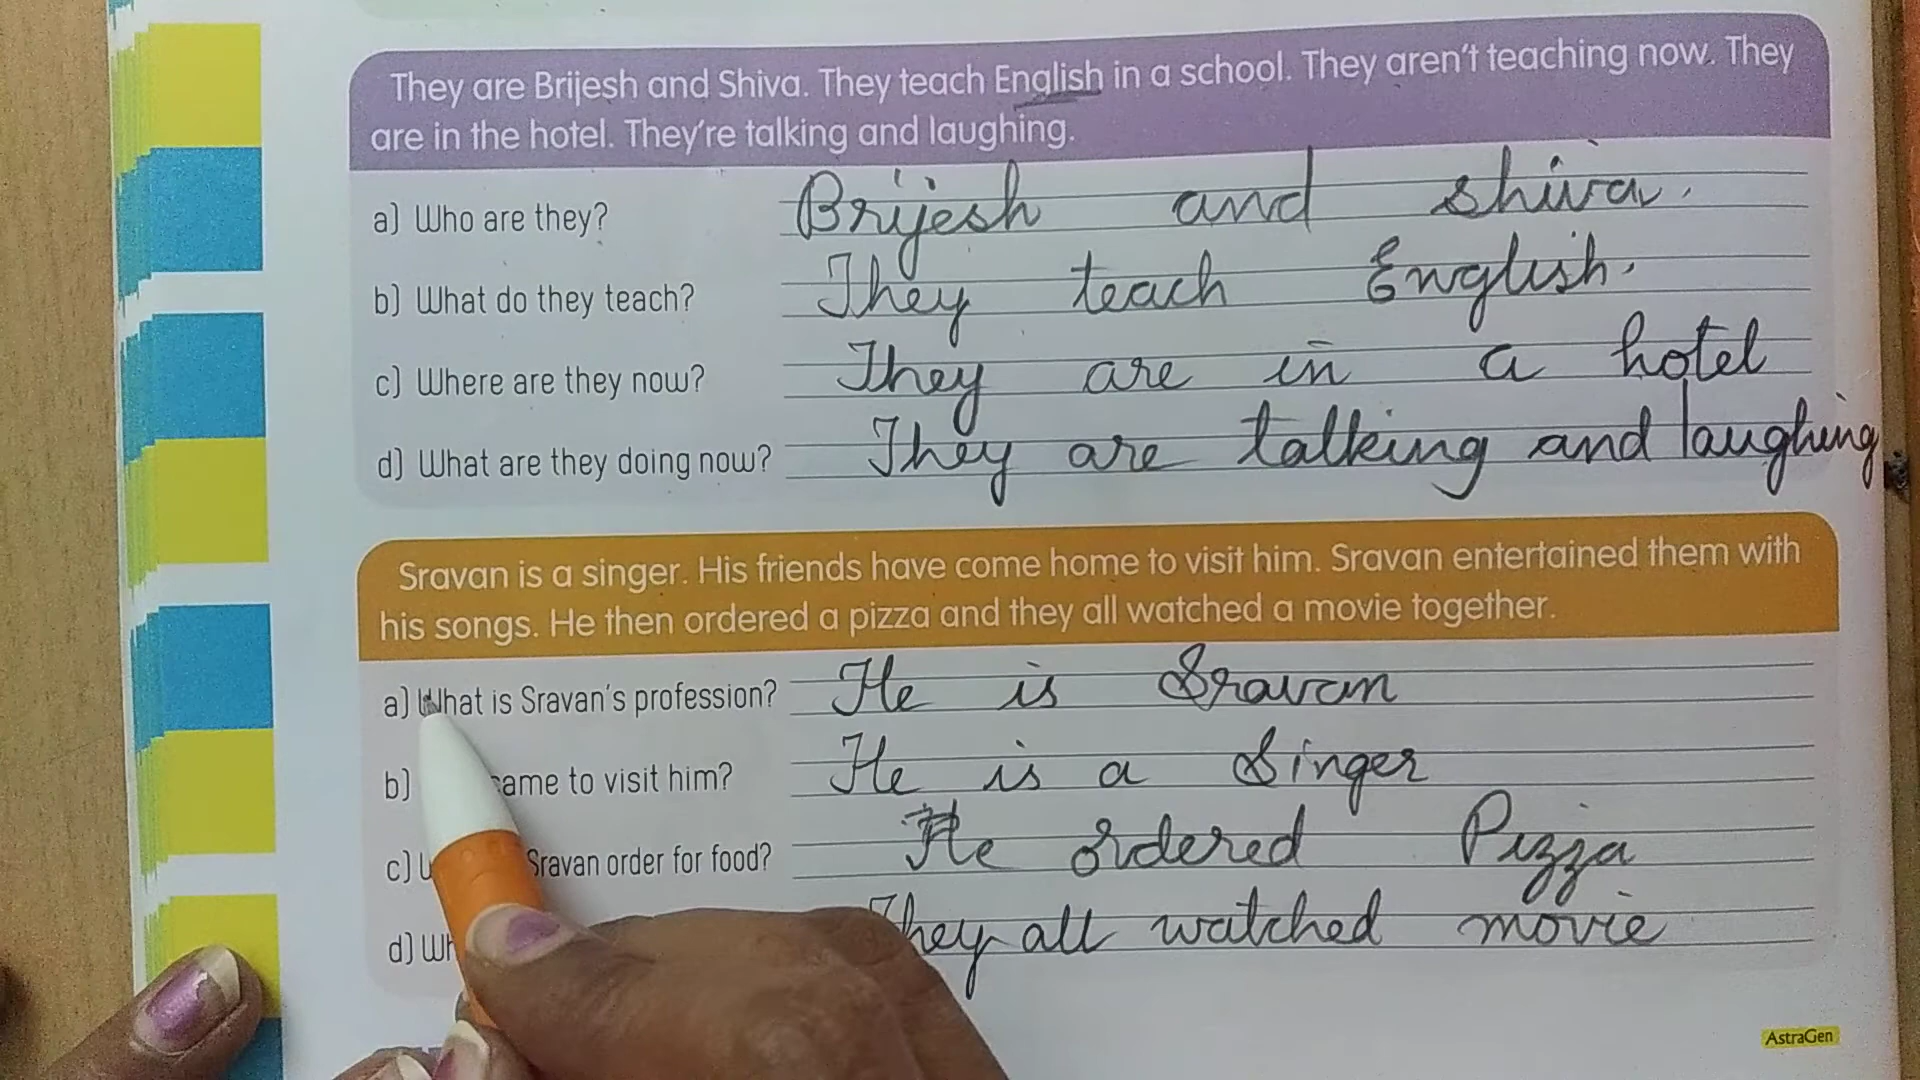 They are Brijesh and Shiva. They teach English in a school. They aren't teaching now. They
are in the hotel. They're talking and laughing.
a) Who are they? Brijesh and shiva.
b) What do they teach? They teach English.
c) Where are they now? They are in a hotel
d) What are they doing now? They are talking and laughing
Sravan is a singer. His friends have come home to visit him. Sravan entertained them with
his songs. He then ordered a pizza and they all watched a movie together.
a) What is Sravan's profession? He is Sravan
b) came to visit him? He is a Singer
c) Sravan order for food? He ordered Pizza
d) They all watched movie
AstraGen